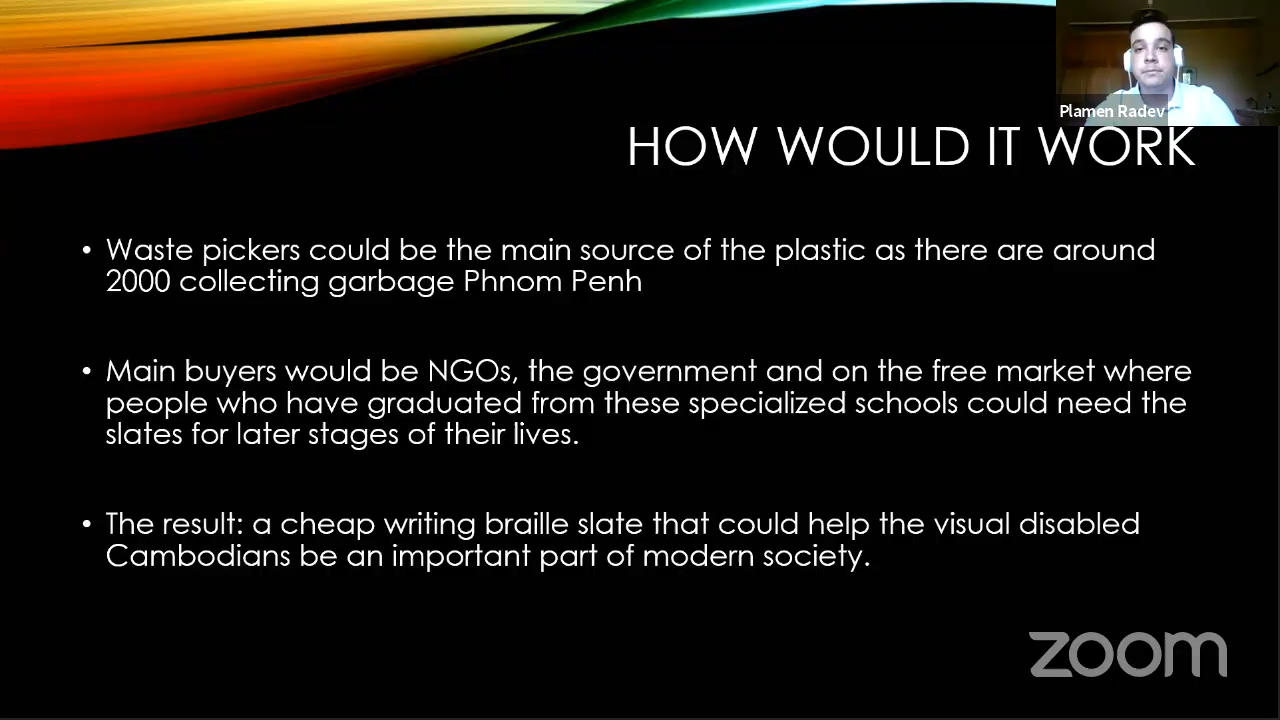 Plamen Radev
HOW WOULD IT WORK
• Waste pickers could be the main source of the plastic as there are around
2000 collecting garbage Phnom Penh
• Main buyers would be NGOs, the government and on the free market where
people who have graduated from these specialized schools could need the
slates for later stages of their lives.
• The result: a cheap writing braille slate that could help the visual disabled
Cambodians be an important part of modern society.
zoom